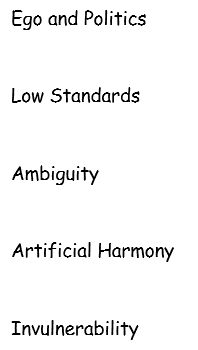 Ego and Politics
Low Standards
Ambiguity
Artificial Harmony
Invulnerability